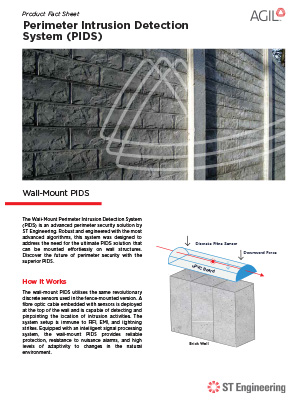 Product Fact Sheet
AGIL
Perimeter Intrusion Detection
System (PIDS)
Wall-Mount PIDS
The Wall-Mount Perimeter Intrusion Detection System
(PIDS) is an advanced perimeter security solution by
ST Engineering. Robust and engineered with the most
advanced algorithms, this system was designed to
address the need for the ultimate PIDS solution that
can be mounted effortlessly on wall structures.
Discover the future of perimeter security with the
superior PIDS.
Discrete Fibre Sensor
Downward Force
uPVC Board
Brick Wall
How It Works
The wall-mount PIDS utilises the same revolutionary
discrete sensors used in the fence-mounted version. A
fibre optic cable embedded with sensors is deployed
at the top of the wall and is capable of detecting and
pinpointing the location of intrusion activities. The
system setup is immune to RFI, EMI, and lightning
strikes. Equipped with an intelligent signal processing
system, the wall-mount PIDS provides reliable
protection, resistance to nuisance alarms, and high
levels of adaptivity to changes in the natural
environment.
ST Engineering